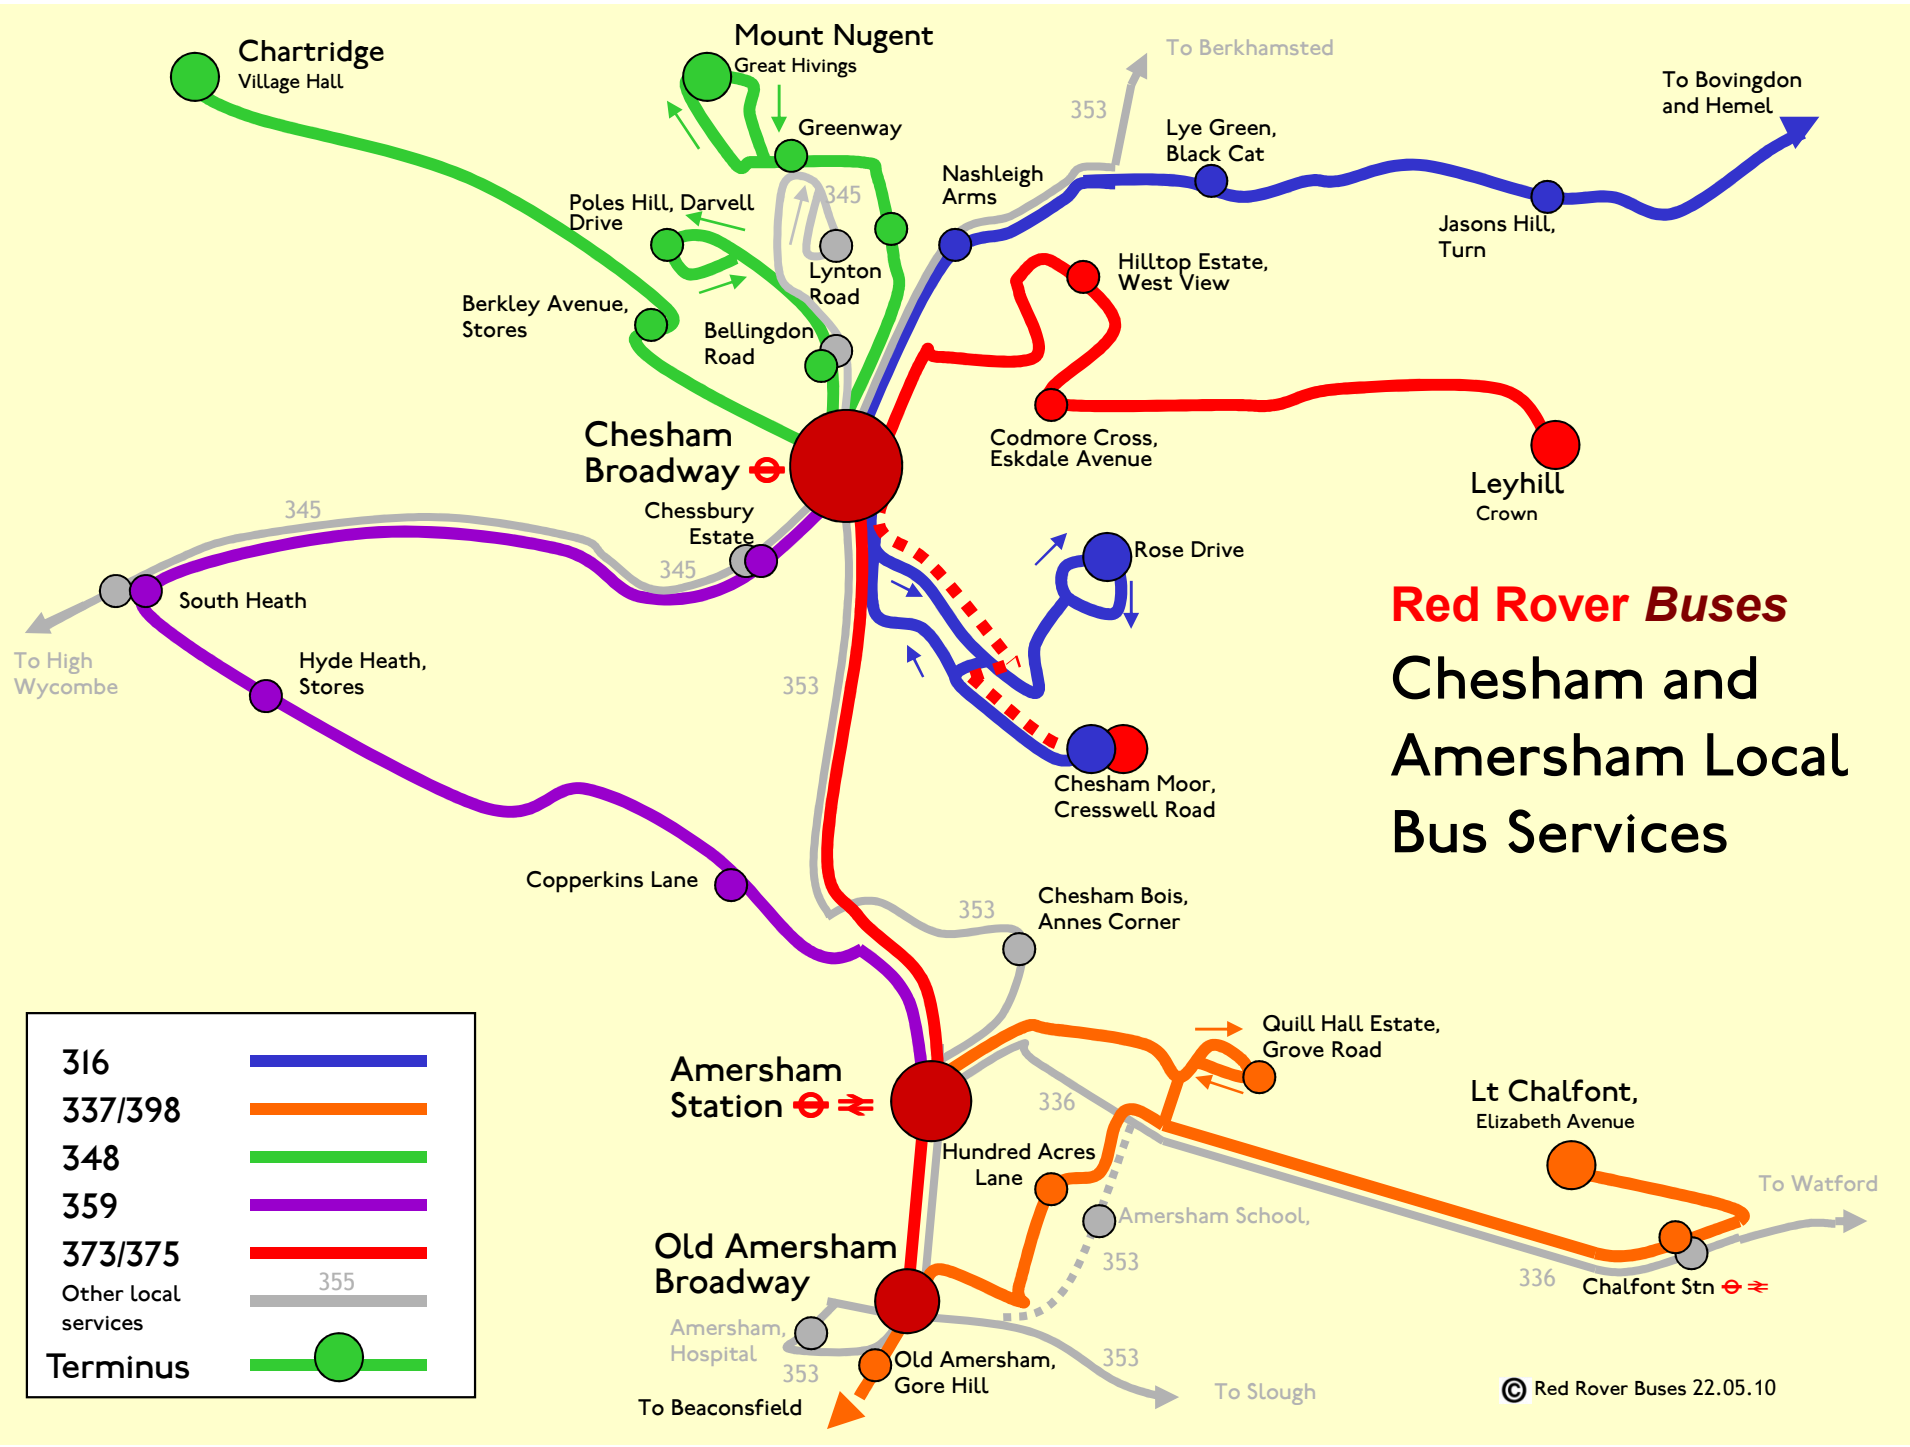 Chartridge
Village Hall
Mount Nugent
Great Hivings
To Berkhamsted
353
To Bovingdon
and Hemel
Greenway
Lye Green,
Black Cat
Nashleigh
Arms
345
Poles Hill, Darvell
Drive
Jasons Hill,
Turn
Lynton
Road
Hilltop Estate,
West View
Berkley Avenue,
Stores
Bellingdon
Road
Chesham
Broadway
Codmore Cross,
Eskdale Avenue
Leyhill
Crown
345
Chessbury
Estate
345
Rose Drive
South Heath
To High
Wycombe
Hyde Heath,
Stores
353
Red Rover Buses
Chesham and
Amersham Local
Bus Services
Chesham Moor,
Cresswell Road
Copperkins Lane
353
Chesham Bois,
Annes Corner
Quill Hall Estate,
Grove Road
Amersham
Station
336
Lt Chalfont,
Elizabeth Avenue
Hundred Acres
Lane
To Watford
Amersham School,
353
Old Amersham
Broadway
336
Chalfont Stn
Amersham,
Hospital
353
Old Amersham,
Gore Hill
353
To Slough
To Beaconsfield
316
337/398
348
359
373/375
355
Other local
services
Terminus
© Red Rover Buses 22.05.10